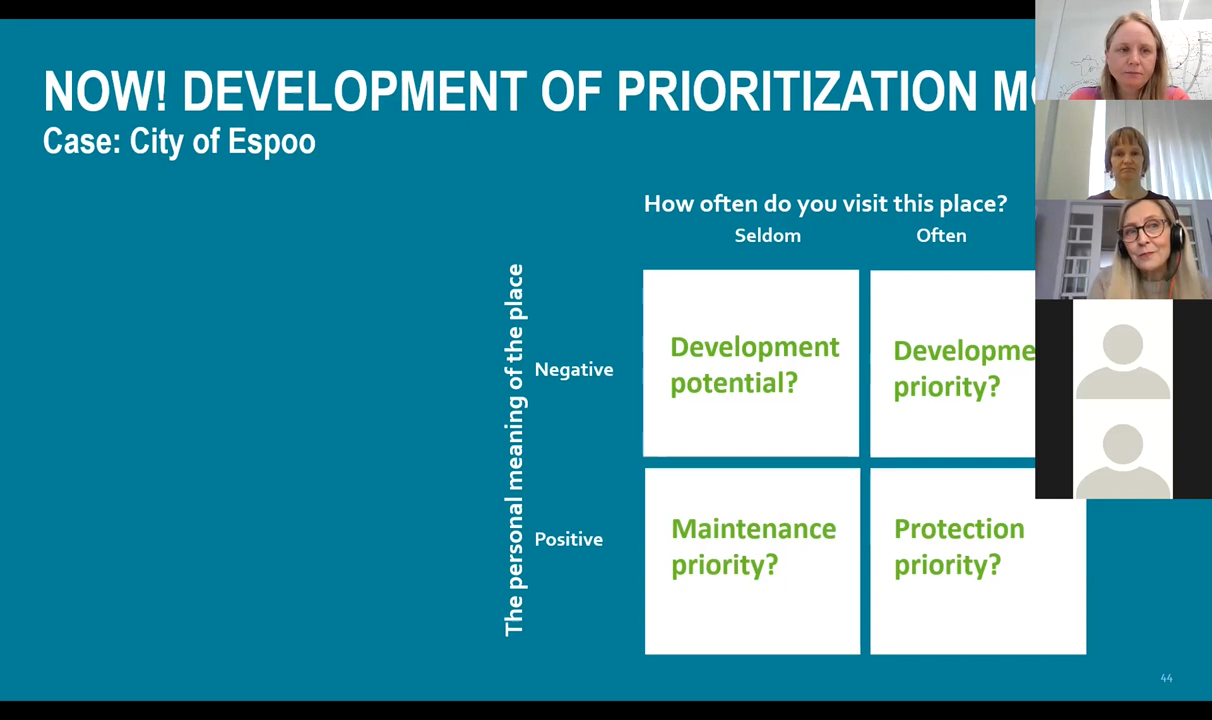 NOW! DEVELOPMENT OF PRIORITIZATION
Case: City of Espoo
How often do you visit this place?
Seldom
Often
The personal meaning of the place
Negative
Development
potential?
priority?
Positive
Maintenance
priority?
Protection
priority?
44